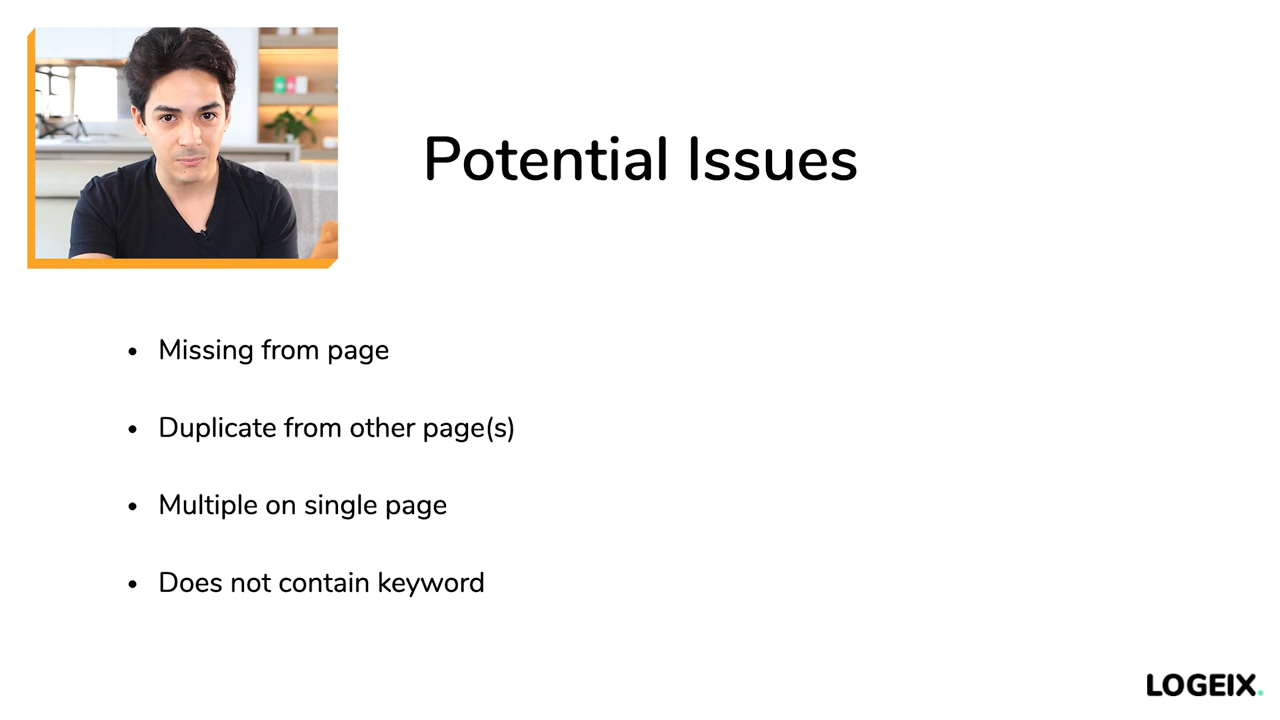 Potential Issues
• Missing from page
• Duplicate from other page(s)
• Multiple on single page
• Does not contain keyword
LOGEIX.